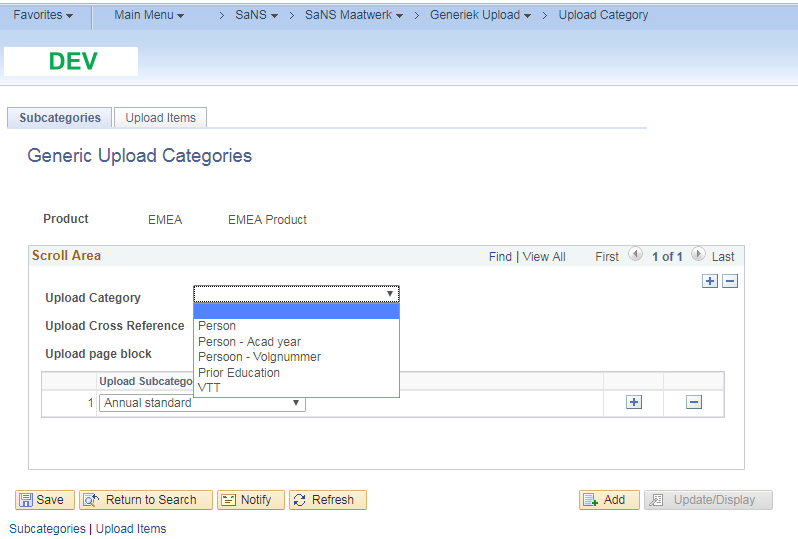 Favorites Main Menu > SaNS > SaNS Maatwerk > Generiek Upload > Upload Category
DEV
Subcategories Upload Items
Generic Upload Categories
Product EMEA EMEA Product
Scroll Area Find | View All First 1 of 1 Last
Upload Category
Upload Cross Reference Person
Person - Acad year
Upload page block Persoon - Volgnummer
Prior Education
Upload Subcatego VTT
1 Annual standard
Save Return to Search Notify Refresh Add Update/Display
Subcategories | Upload Items